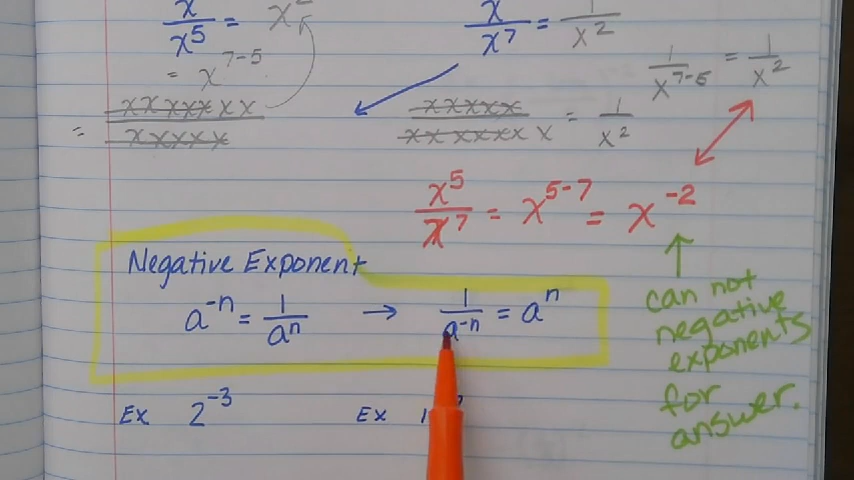 x/x⁵ = x²
x/x⁷ = 1/x²
= x⁷⁻⁵
1/x⁷⁻⁵ = 1/x²
= xxxxxxx/xxxxx
xxxxx/xxxxxxx = 1/x²
x⁵/x⁷ = x⁵⁻⁷ = x⁻²
Negative Exponent
a⁻ⁿ = 1/aⁿ → 1/a⁻ⁿ = aⁿ
can not
negative
exponents
for
answer.
Ex 2⁻³ Ex